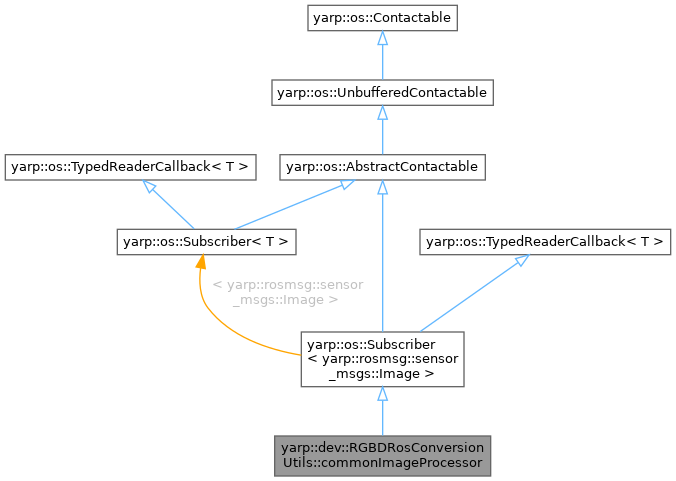 yarp::os::Contactable
yarp::os::UnbufferedContactable
yarp::os::TypedReaderCallback< T >
yarp::os::AbstractContactable
yarp::os::Subscriber< T >
yarp::os::TypedReaderCallback< T >
< yarp::rosmsg::sensor
_msgs::Image >
yarp::os::Subscriber
< yarp::rosmsg::sensor
_msgs::Image >
yarp::dev::RGBDRosConversion
Utils::commonImageProcessor